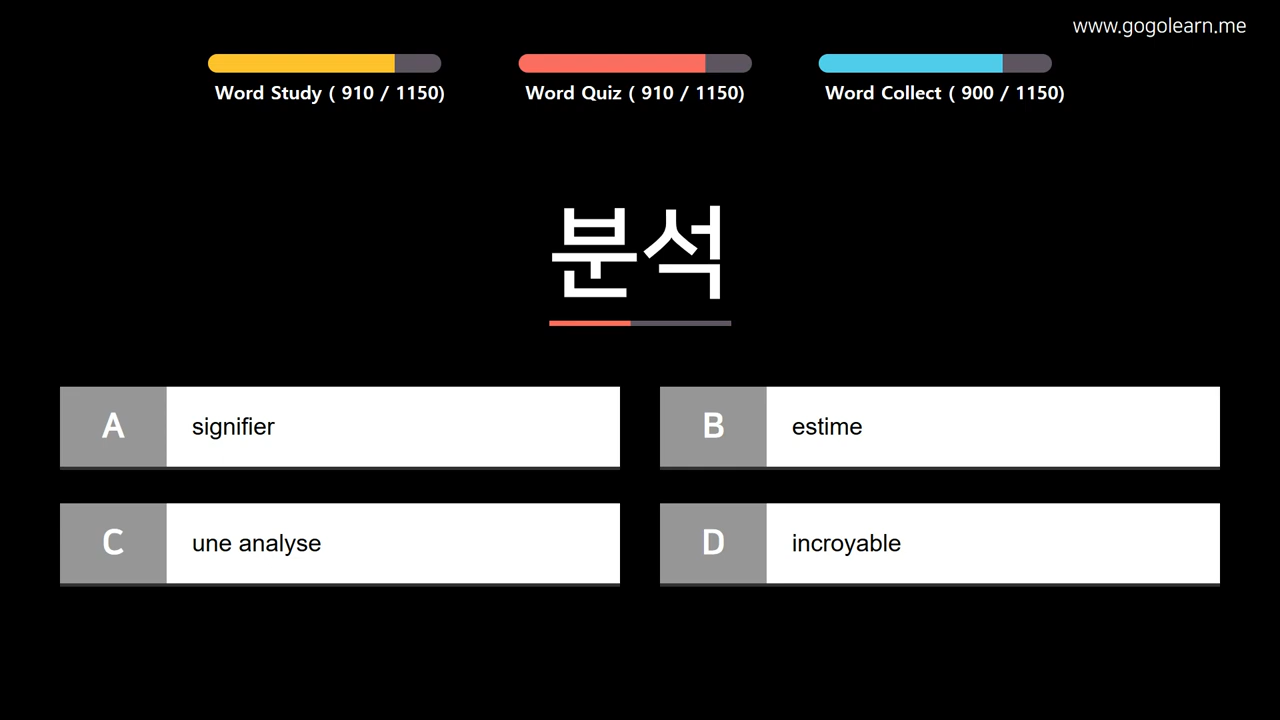 www.gogolearn.me
Word Study ( 910 / 1150)
Word Quiz ( 910 / 1150)
Word Collect ( 900 / 1150)
분석
A signifier
B estime
C une analyse
D incroyable